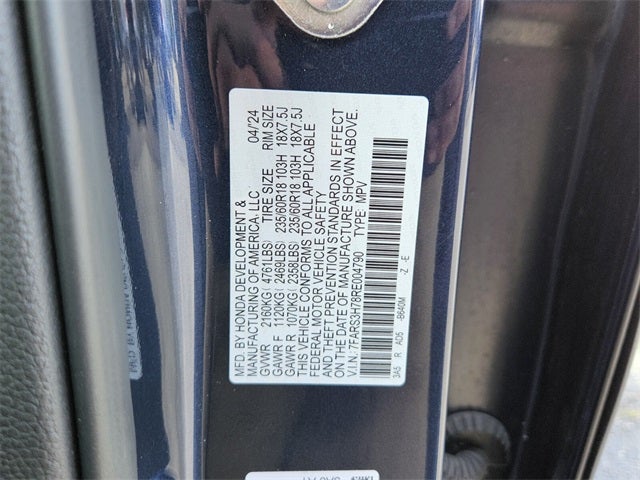 MFD. BY HONDA DEVELOPMENT &
MANUFACTURING OF AMERICA, LLC 04/24
GVWR 2160KG( 4761LBS) TIRE SIZE RIM SIZE
GAWR F 1120KG( 2469LBS) 235/60R18 103H 18X7.5J
GAWR R 1070KG( 2358LBS) 235/60R18 103H 18X7.5J
THIS VEHICLE CONFORMS TO ALL APPLICABLE
FEDERAL MOTOR VEHICLE SAFETY
AND THEFT PREVENTION STANDARDS IN EFFECT
ON THE DATE OF MANUFACTURE SHOWN ABOVE.
V.I.N.:7FARS3H78RE004790 TYPE: MPV
3A5 R AD5 -B640M -Z -E